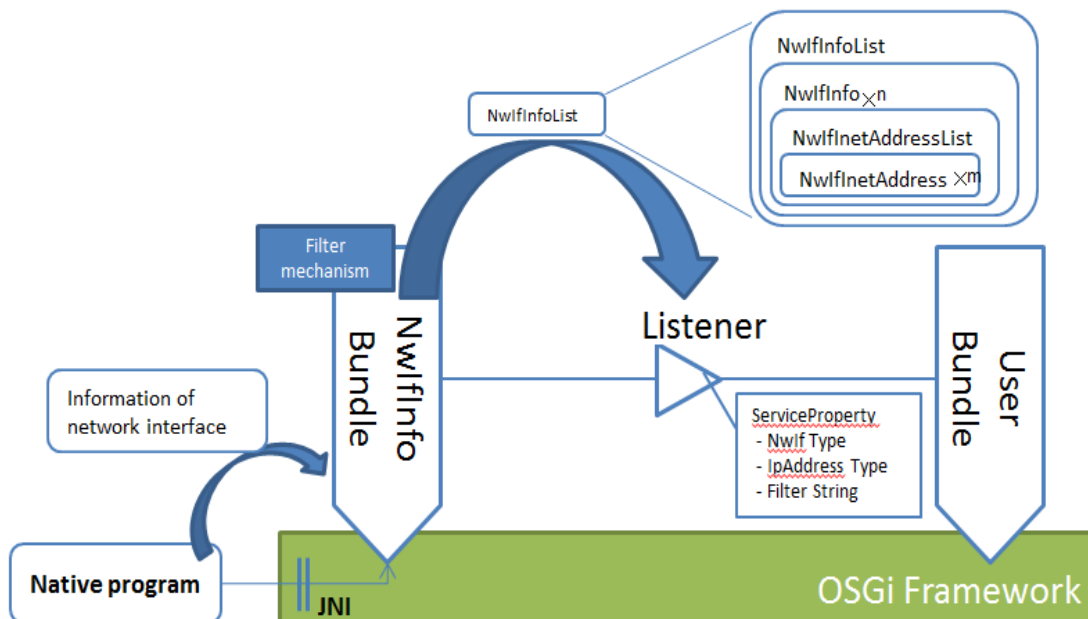 NwIfInfoList
NwIfInfo×n
NwIfInetAddressList
NwIfInetAddress ×m
NwIfInfoList
Filter
mechanism
NwIfInfo
Bundle
Listener
User
Bundle
Information of
network interface
ServiceProperty
- NwIf Type
- IpAddress Type
- Filter String
Native program
JNI
OSGi Framework